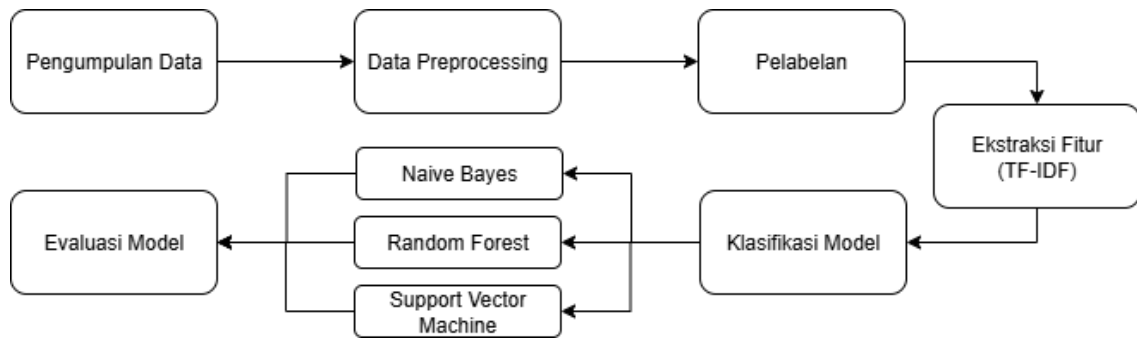 Pengumpulan Data
Data Preprocessing
Pelabelan
Ekstraksi Fitur
(TF-IDF)
Klasifikasi Model
Naive Bayes
Random Forest
Support Vector
Machine
Evaluasi Model